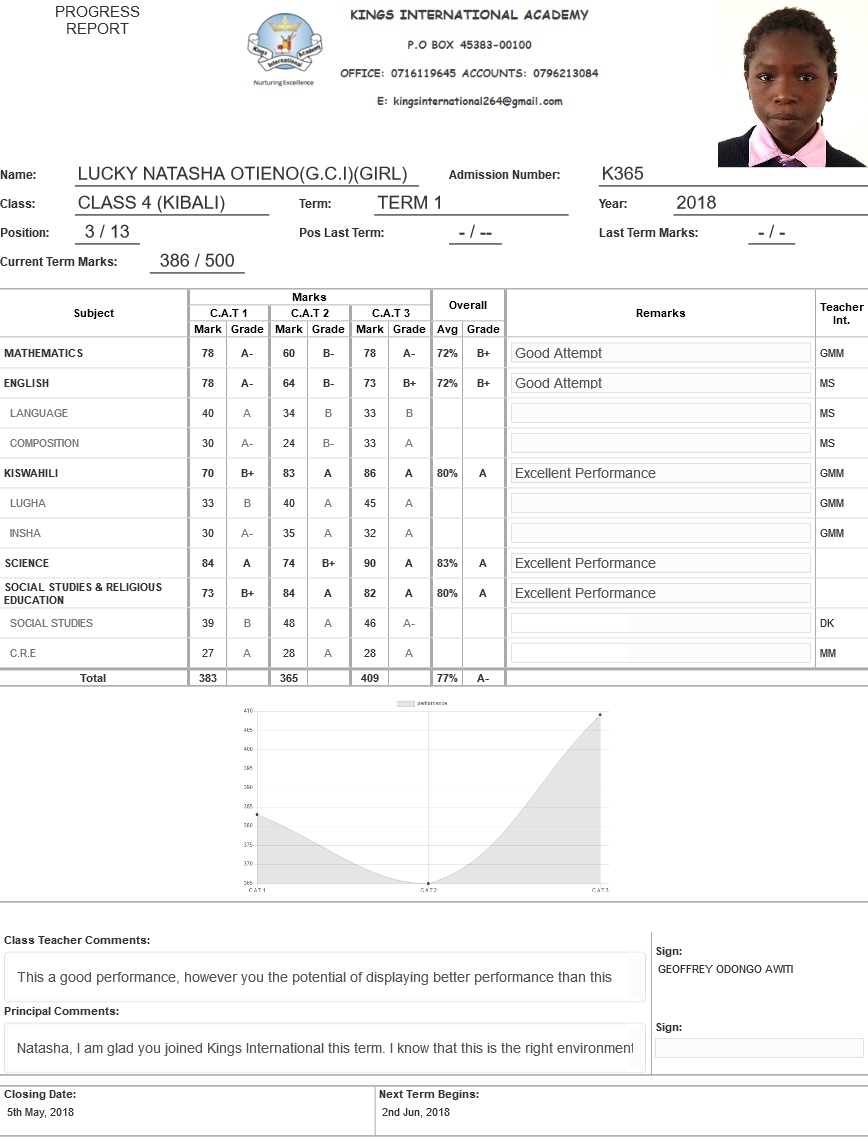 PROGRESS
REPORT
Kings International Academy
Nurturing Excellence
KINGS INTERNATIONAL ACADEMY
P.O BOX 45383-00100
OFFICE: 0716119645 ACCOUNTS: 0796213084
E: kingsinternational264@gmail.com
Name: LUCKY NATASHA OTIENO(G.C.I)(GIRL) Admission Number: K365
Class: CLASS 4 (KIBALI) Term: TERM 1 Year: 2018
Position: 3 / 13 Pos Last Term: - / -- Last Term Marks: - / -
Current Term Marks: 386 / 500
Subject Marks Overall Remarks Teacher Int.
C.A.T 1 C.A.T 2 C.A.T 3
Mark Grade Mark Grade Mark Grade Avg Grade
MATHEMATICS 78 A- 60 B- 78 A- 72% B+ Good Attempt GMM
ENGLISH 78 A- 64 B- 73 B+ 72% B+ Good Attempt MS
LANGUAGE 40 A 34 B 33 B MS
COMPOSITION 30 A- 24 B- 33 A MS
KISWAHILI 70 B+ 83 A 86 A 80% A Excellent Performance GMM
LUGHA 33 B 40 A 45 A GMM
INSHA 30 A- 35 A 32 A GMM
SCIENCE 84 A 74 B+ 90 A 83% A Excellent Performance
SOCIAL STUDIES & RELIGIOUS
EDUCATION 73 B+ 84 A 82 A 80% A Excellent Performance
SOCIAL STUDIES 39 B 48 A 46 A- DK
C.R.E 27 A 28 A 28 A MM
Total 383 365 409 77% A-
performance
410
405
400
395
390
385
380
375
370
365
CAT1 CAT2 CAT3
Class Teacher Comments:
This a good performance, however you the potential of displaying better performance than this
Sign:
GEOFFREY ODONGO AWITI
Principal Comments:
Natasha, I am glad you joined Kings International this term. I know that this is the right environment
Sign:
Closing Date: Next Term Begins:
5th May, 2018 2nd Jun, 2018